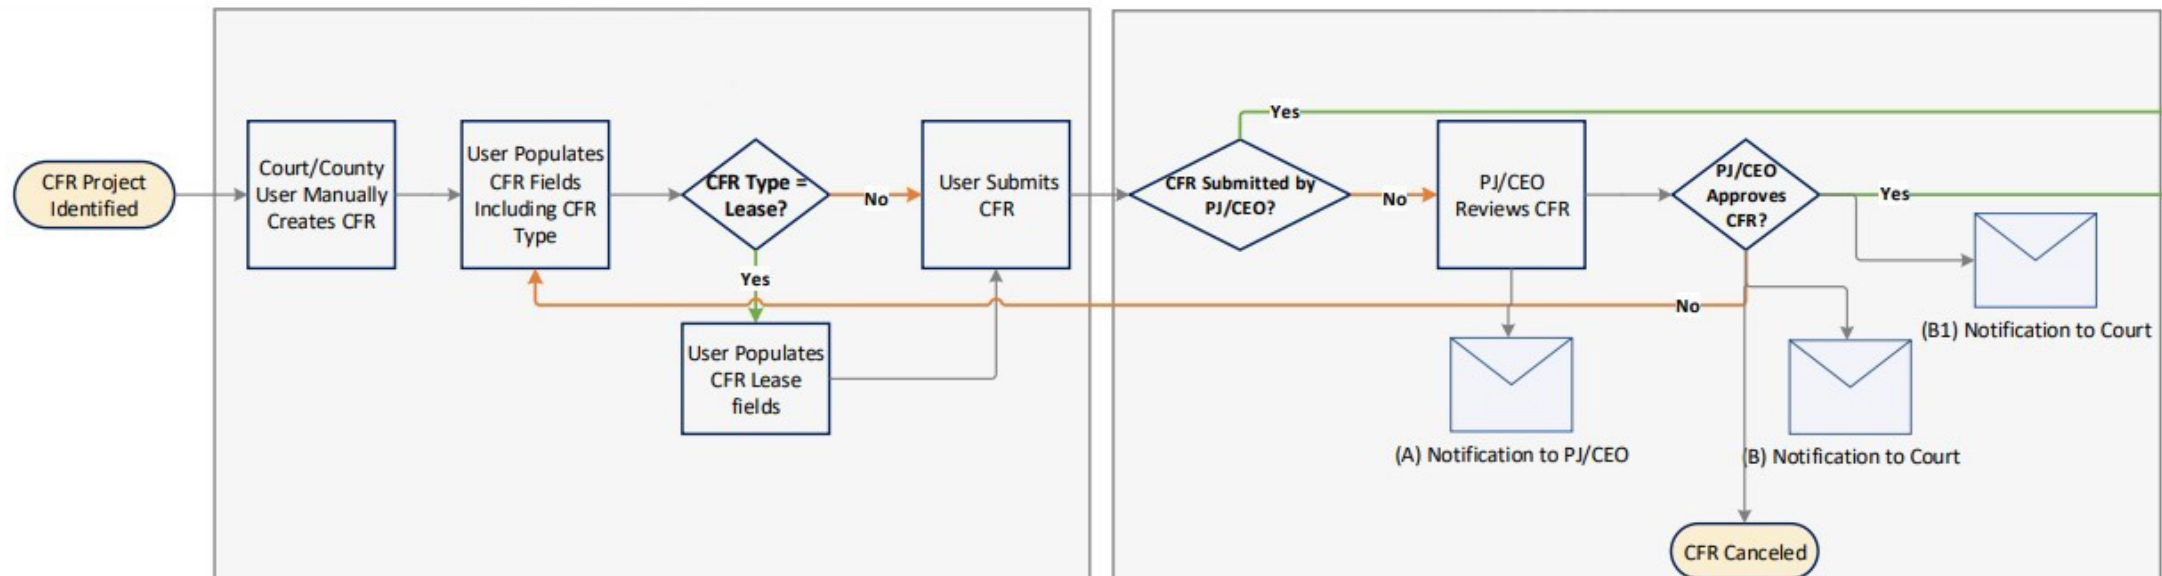 CFR Project
Identified
Court/County
User Manually
Creates CFR
User Populates
CFR Fields
Including CFR
Type
CFR Type =
Lease?
No
Yes
User Populates
CFR Lease
fields
User Submits
CFR
CFR Submitted by
PJ/CEO?
Yes
No
PJ/CEO
Reviews CFR
(A) Notification to PJ/CEO
PJ/CEO
Approves
CFR?
Yes
No
(B1) Notification to Court
(B) Notification to Court
CFR Canceled